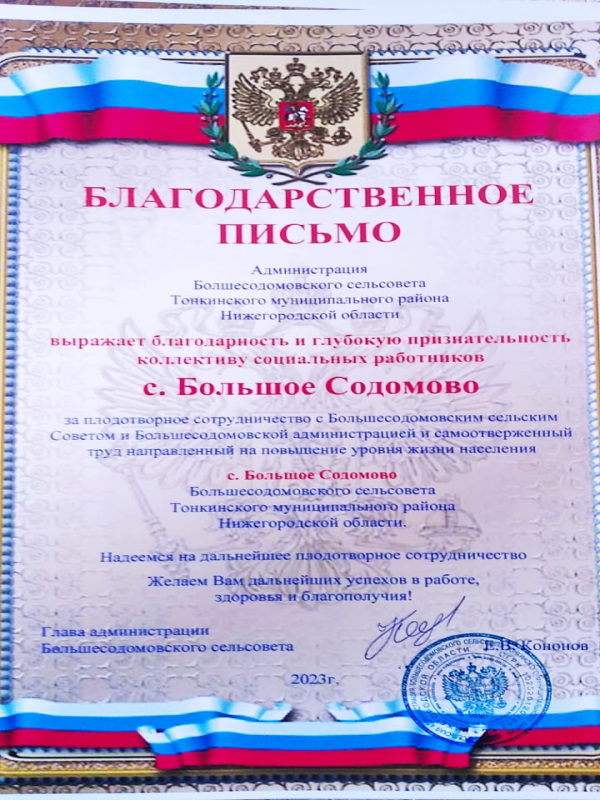 БЛАГОДАРСТВЕННОЕ
ПИСЬМО
Администрация
Болшесодомовского сельсовета
Тонкинского муниципального района
Нижегородской области
выражает благодарность и глубокую признательность
коллективу социальных работников
с. Большое Содомово
за плодотворное сотрудничество с Большесодомовским сельским
Советом и Большесодомовской администрацией и самоотверженный
труд направленный на повышение уровня жизни населения
с. Большое Содомово
Большесодомовского сельсовета
Тонкинского муниципального района
Нижегородской области.
Надеемся на дальнейшее плодотворное сотрудничество
Желаем Вам дальнейших успехов в работе,
здоровья и благополучия!
Глава администрации
Большесодомовского сельсовета
Е.В. Кононов
2023г.